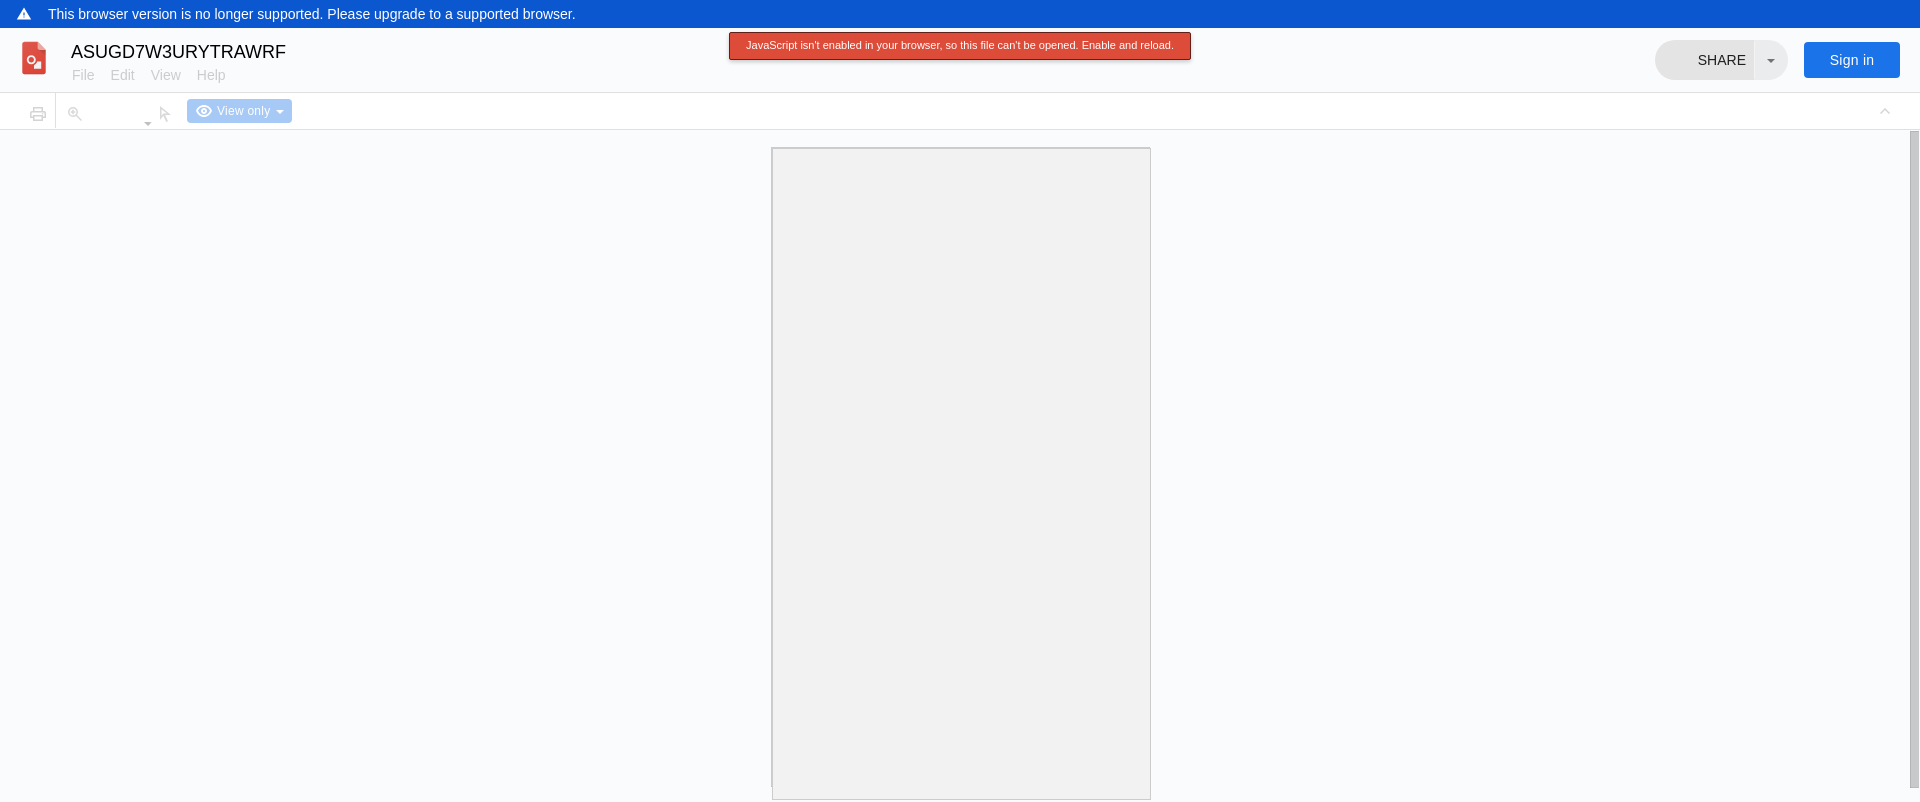 This browser version is no longer supported. Please upgrade to a supported browser.
ASUGD7W3URYTRAWRF
JavaScript isn't enabled in your browser, so this file can't be opened. Enable and reload.
File Edit View Help
SHARE
Sign in
View only